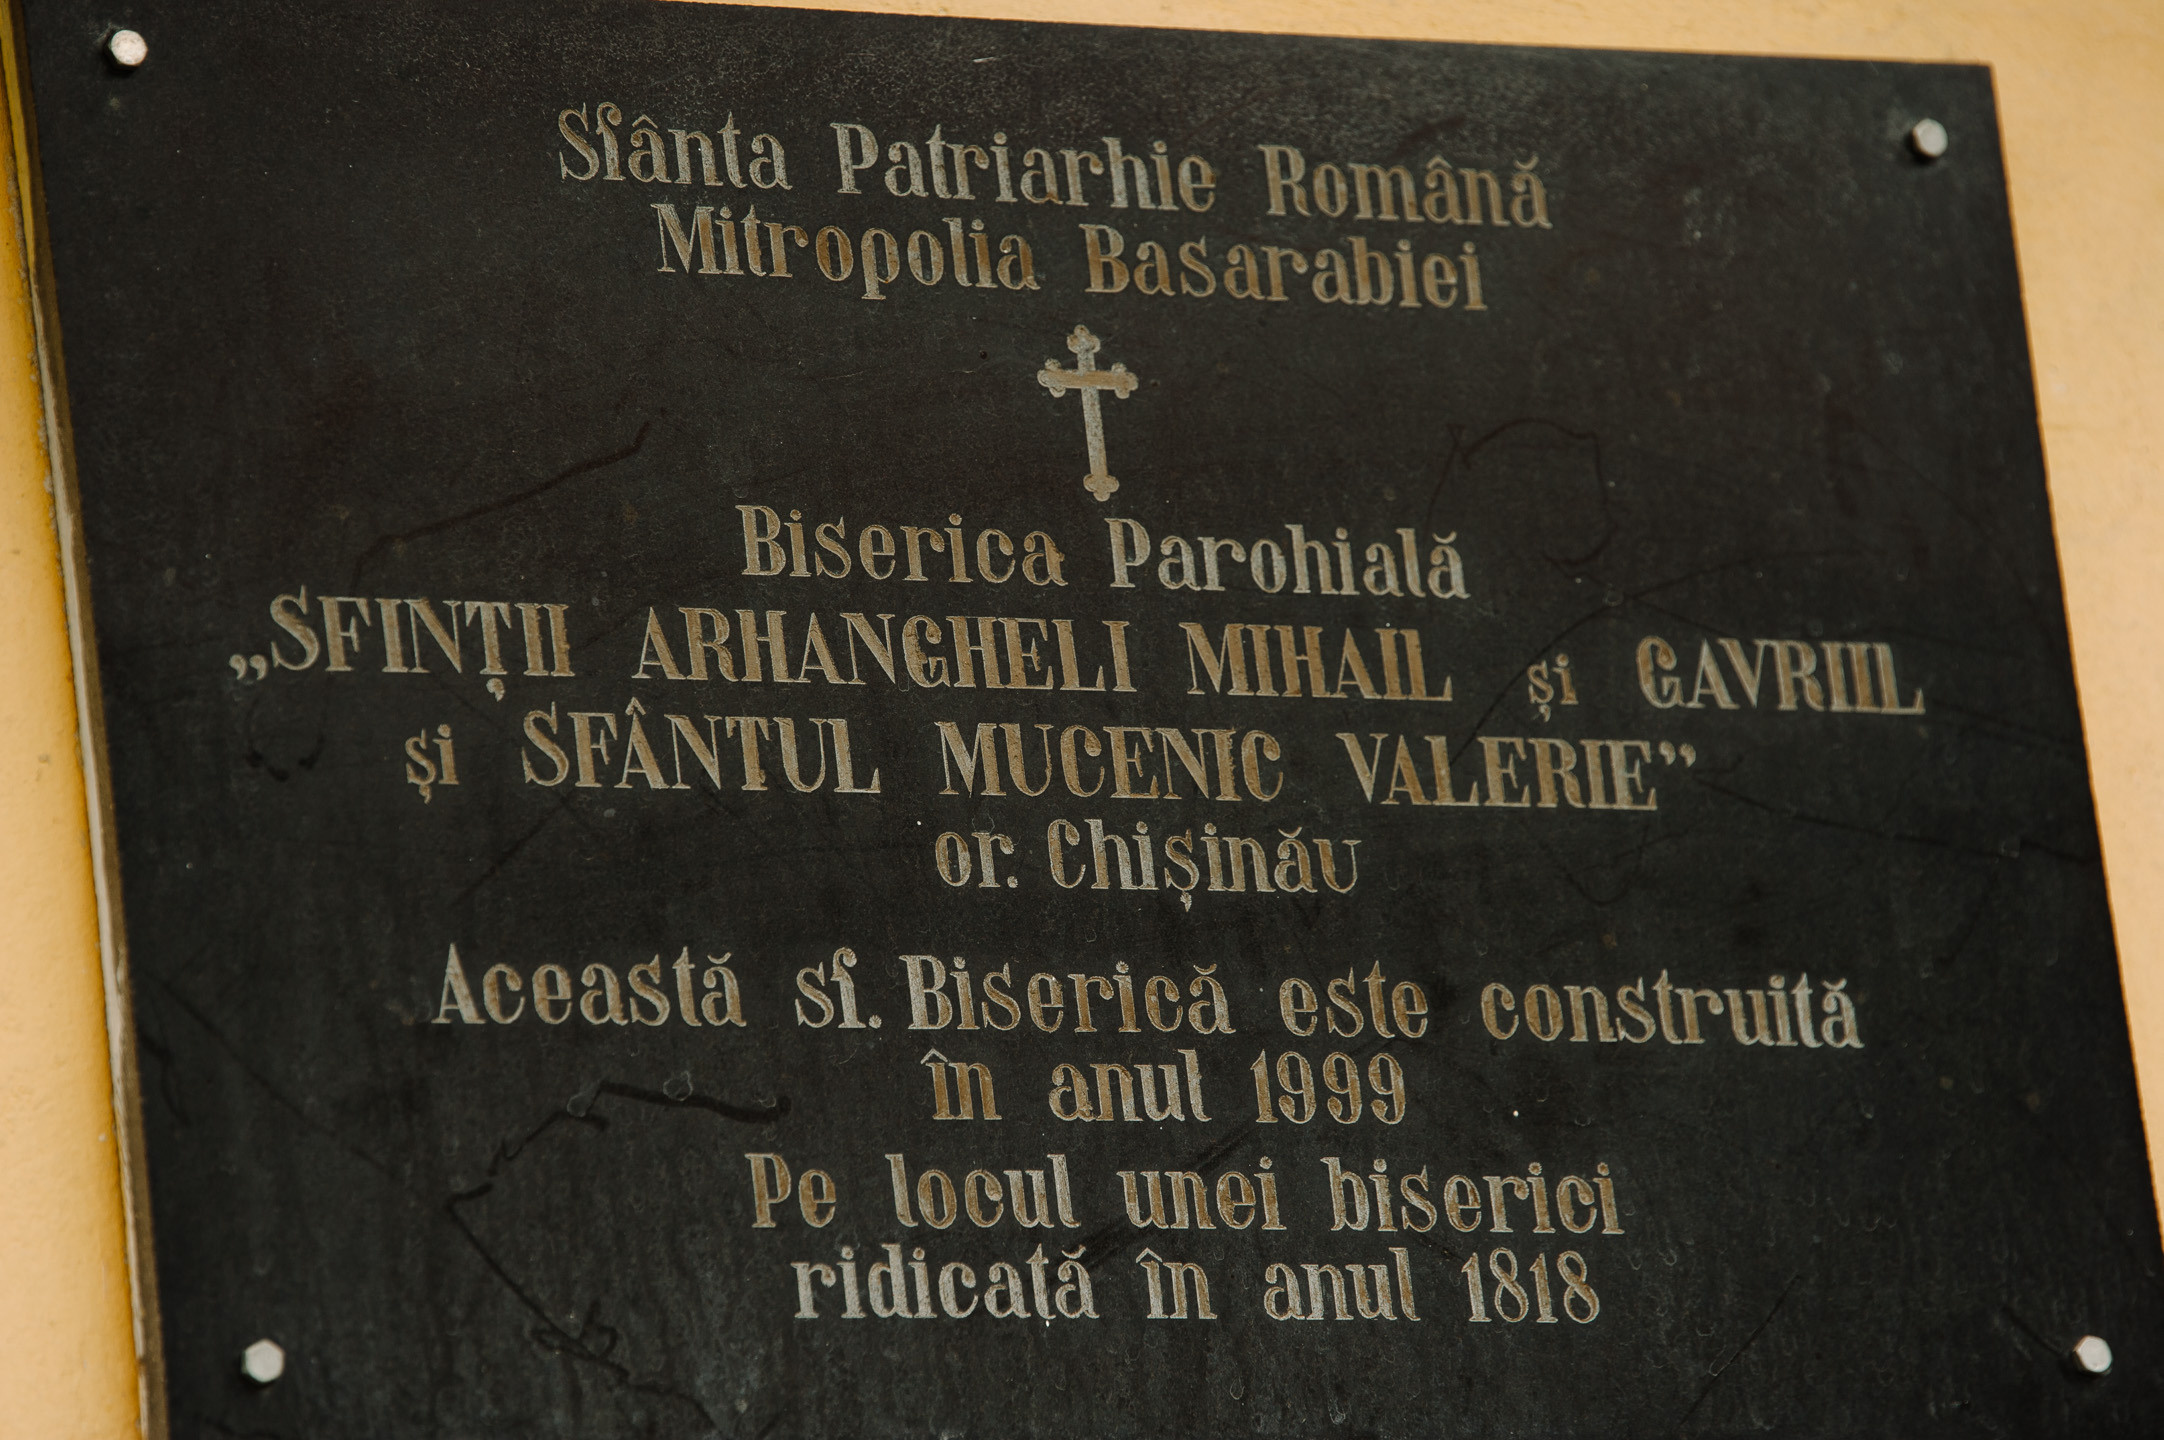 Sfânta Patriarhie Română
Mitropolia Basarabiei
Biserica Parohială
„SFINȚII ARHANGHELI MIHAIL și GAVRIIL
și SFÂNTUL MUCENIC VALERIE”
or. Chișinău
Această sf. Biserică este construită
în anul 1999
Pe locul unei biserici
ridicată în anul 1818